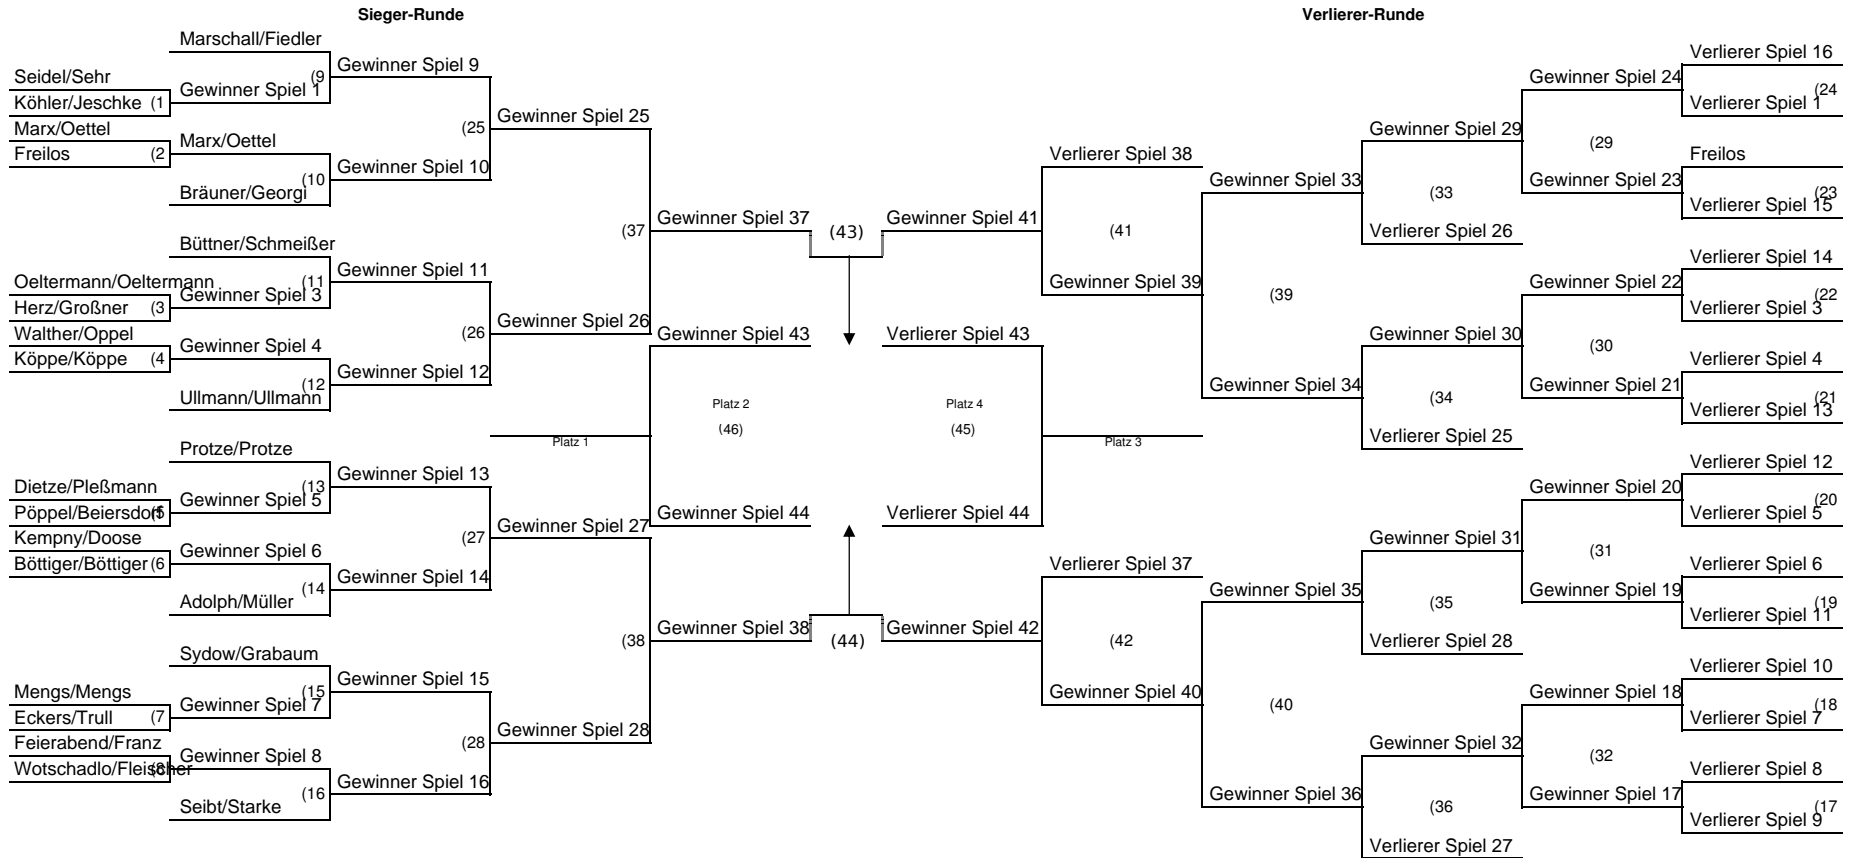 Sieger-Runde
Verlierer-Runde
Marschall/Fiedler
Seidel/Sehr
Köhler/Jeschke (1
Gewinner Spiel 1
(9
Gewinner Spiel 9
Marx/Oettel
Freilos (2
Marx/Oettel
Bräuner/Georgi
(10
Gewinner Spiel 10
(25
Gewinner Spiel 25
Büttner/Schmeißer
Oeltermann/Oeltermann
Herz/Großner (3
Gewinner Spiel 3
(11
Gewinner Spiel 11
Walther/Oppel
Köppe/Köppe (4
Gewinner Spiel 4
Ullmann/Ullmann
(12
Gewinner Spiel 12
(26
Gewinner Spiel 26
(37
Gewinner Spiel 37
Protze/Protze
Dietze/Pleßmann
Pöppel/Beiersdorf (5
Gewinner Spiel 5
(13
Gewinner Spiel 13
Kempny/Doose
Böttiger/Böttiger (6
Gewinner Spiel 6
Adolph/Müller
(14
Gewinner Spiel 14
(27
Gewinner Spiel 27
Sydow/Grabaum
Mengs/Mengs
Eckers/Trull (7
Gewinner Spiel 7
(15
Gewinner Spiel 15
Feierabend/Franz
Wotschadlo/Fleischer (8
Gewinner Spiel 8
Seibt/Starke
(16
Gewinner Spiel 16
(28
Gewinner Spiel 28
(38
Gewinner Spiel 38
(43)
Gewinner Spiel 41
Gewinner Spiel 43
Platz 2
(46)
Platz 1
Gewinner Spiel 44
Verlierer Spiel 43
Platz 4
(45)
Platz 3
Verlierer Spiel 44
(44)
Gewinner Spiel 42
Verlierer Spiel 38
(41
Gewinner Spiel 39
Verlierer Spiel 37
(42
Gewinner Spiel 40
Gewinner Spiel 33
(39
Gewinner Spiel 34
Gewinner Spiel 35
(40
Gewinner Spiel 36
Gewinner Spiel 29
(33
Verlierer Spiel 26
Gewinner Spiel 30
(34
Verlierer Spiel 25
Gewinner Spiel 31
(35
Verlierer Spiel 28
Gewinner Spiel 32
(36
Verlierer Spiel 27
Gewinner Spiel 24
(29
Gewinner Spiel 23
Gewinner Spiel 22
(30
Gewinner Spiel 21
Gewinner Spiel 20
(31
Gewinner Spiel 19
Gewinner Spiel 18
(32
Gewinner Spiel 17
Verlierer Spiel 16
(24
Verlierer Spiel 1
Freilos
(23
Verlierer Spiel 15
Verlierer Spiel 14
(22
Verlierer Spiel 3
Verlierer Spiel 4
(21
Verlierer Spiel 13
Verlierer Spiel 12
(20
Verlierer Spiel 5
Verlierer Spiel 6
(19
Verlierer Spiel 11
Verlierer Spiel 10
(18
Verlierer Spiel 7
Verlierer Spiel 8
(17
Verlierer Spiel 9